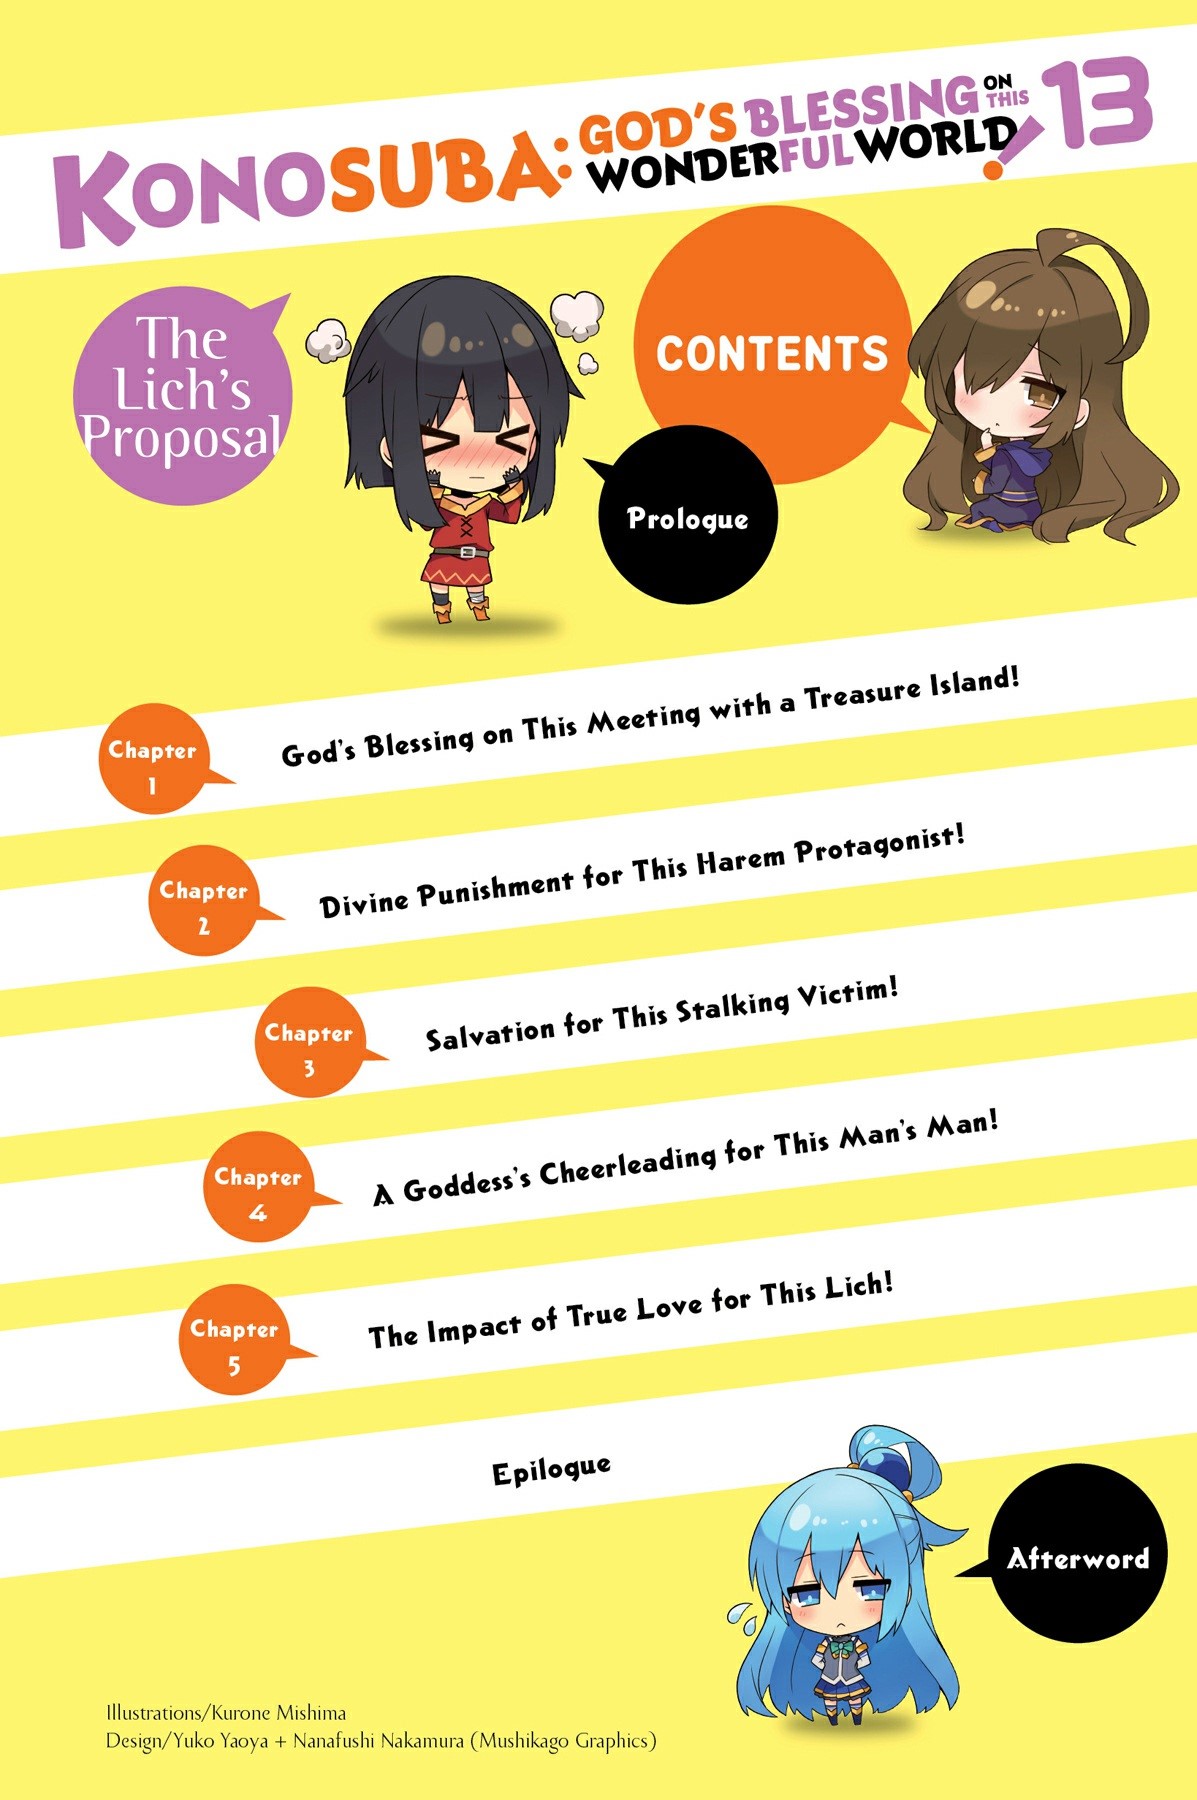 KONOSUBA: GOD'S BLESSING ON THIS
WONDERFUL WORLD! 13
The
Lich's
Proposal
CONTENTS
Prologue
Chapter
1
God's Blessing on This Meeting with a Treasure Island!
Chapter
2
Divine Punishment for This Harem Protagonist!
Chapter
3
Salvation for This Stalking Victim!
Chapter
4
A Goddess's Cheerleading for This Man's Man!
Chapter
5
The Impact of True Love for This Lich!
Epilogue
Afterword
Illustrations/Kurone Mishima
Design/Yuko Yaoya + Nanafushi Nakamura (Mushikago Graphics)